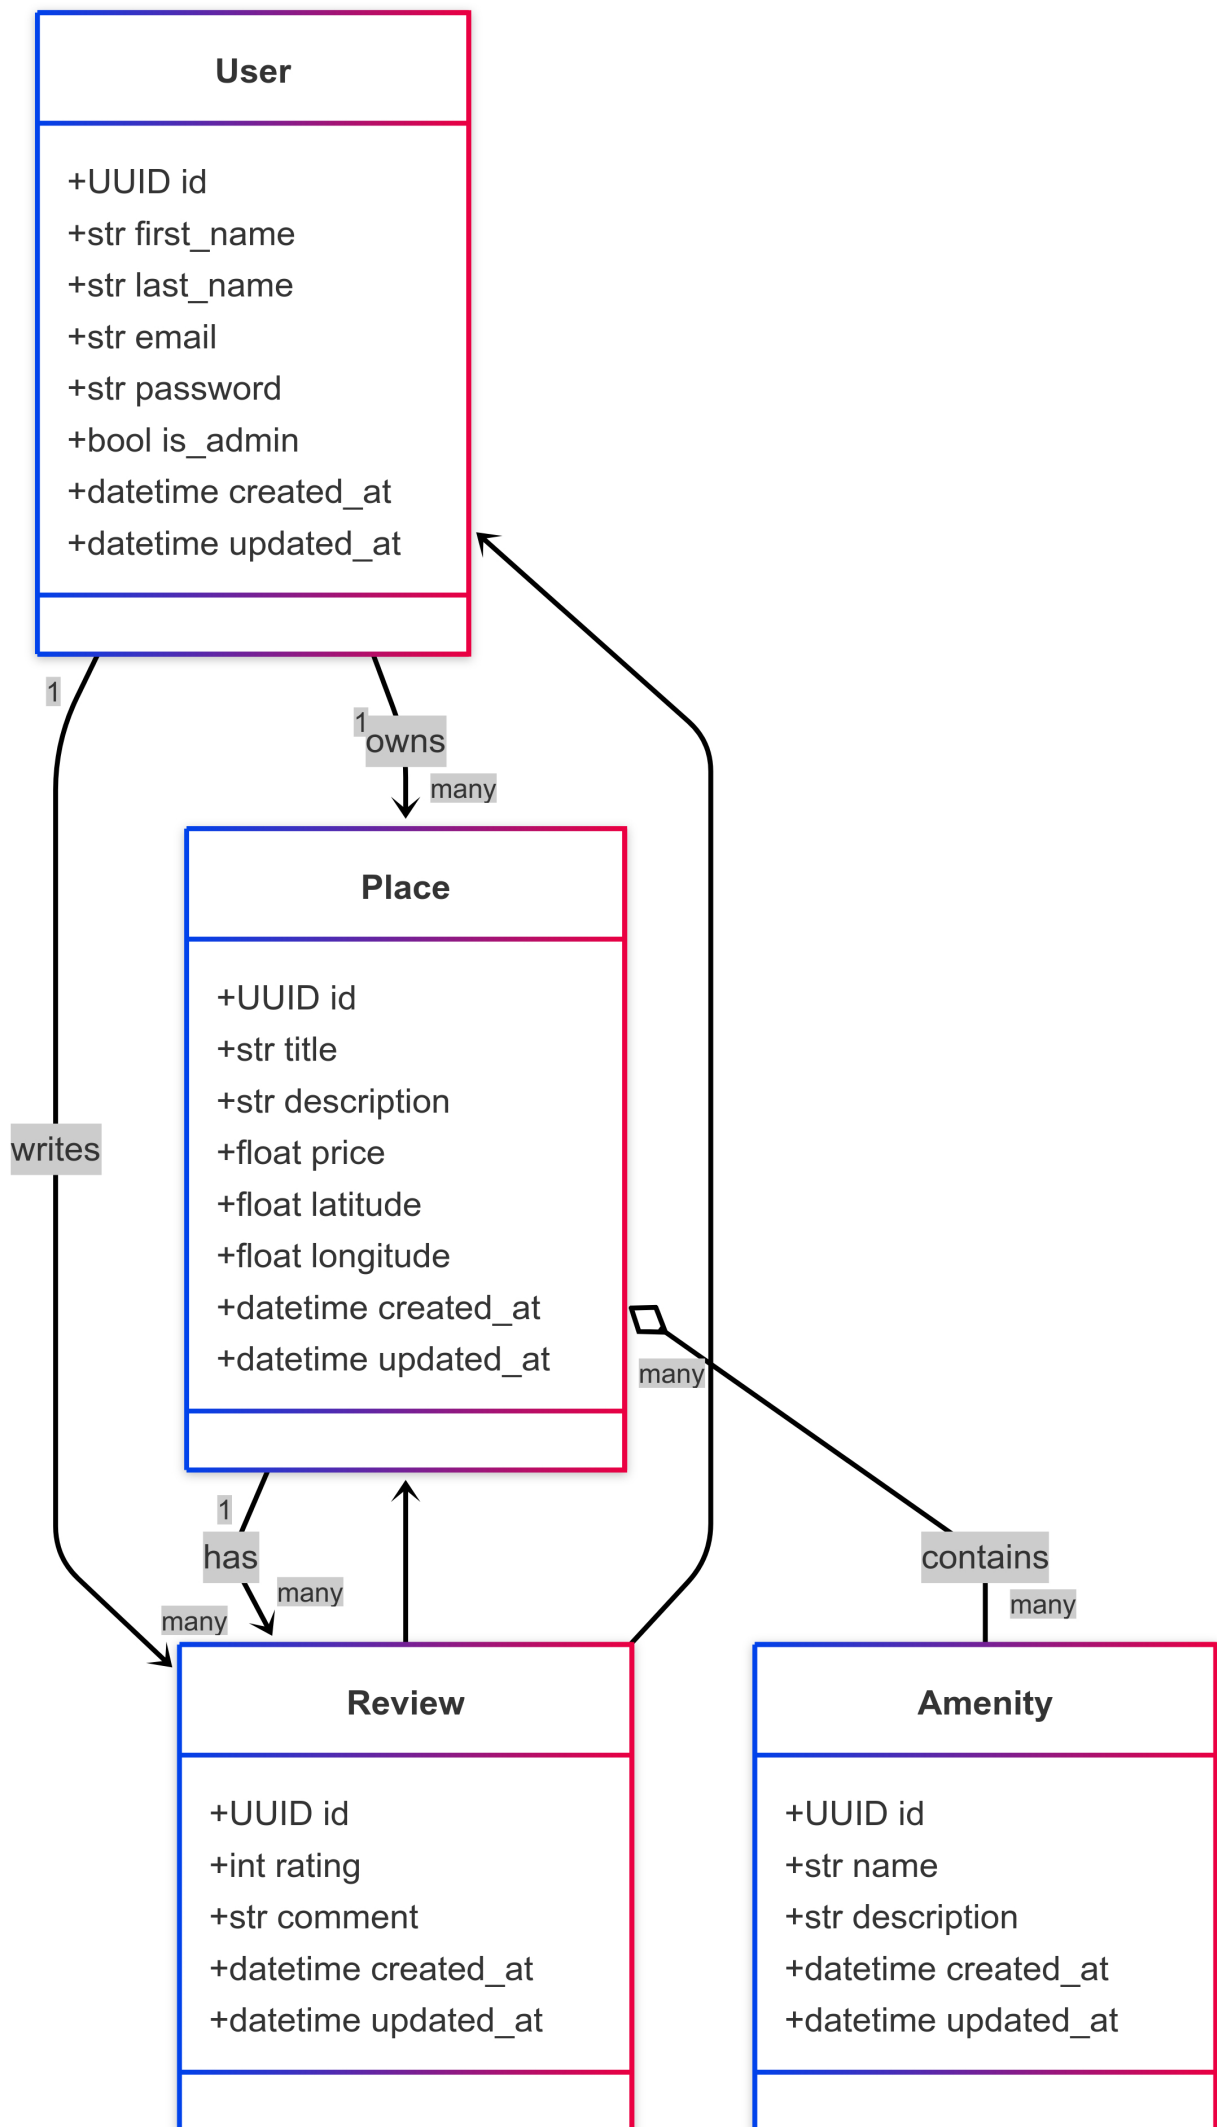 User
+UUID id
+str first_name
+str last_name
+str email
+str password
+bool is_admin
+datetime created_at
+datetime updated_at
1
1
owns
many
Place
+UUID id
+str title
+str description
+float price
+float latitude
+float longitude
+datetime created_at
+datetime updated_at
writes
many
1
has
many
many
contains
many
Review
+UUID id
+int rating
+str comment
+datetime created_at
+datetime updated_at
Amenity
+UUID id
+str name
+str description
+datetime created_at
+datetime updated_at